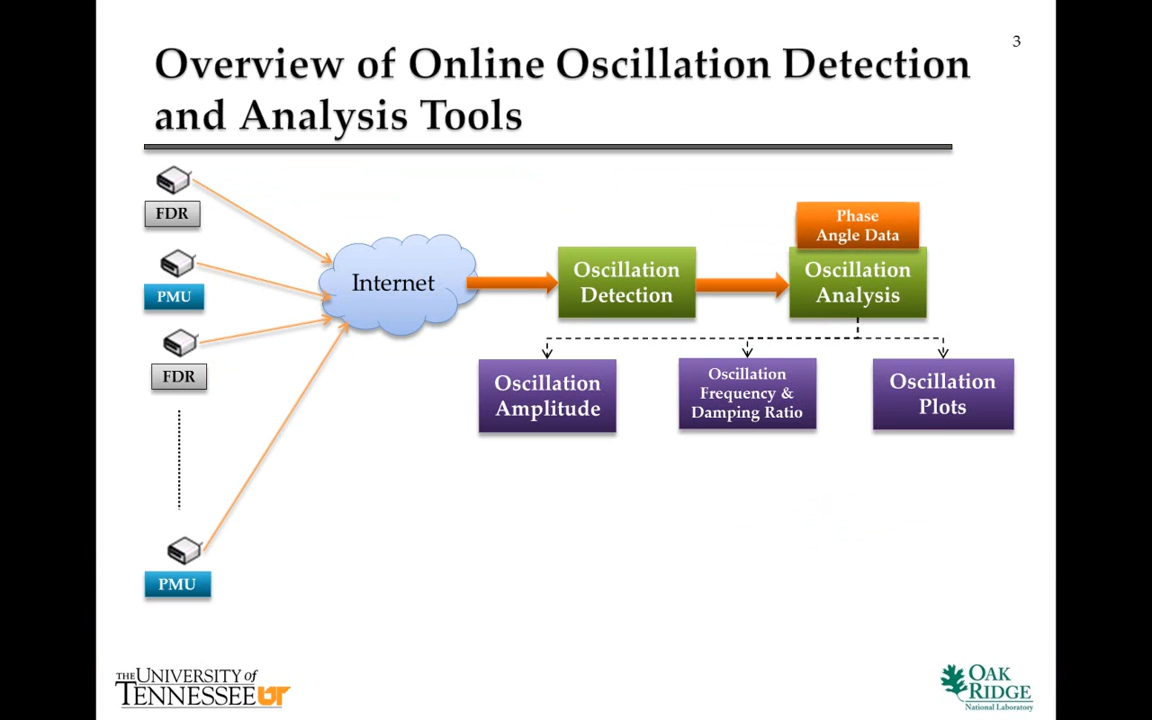 3
Overview of Online Oscillation Detection
and Analysis Tools
FDR
PMU
FDR
PMU
Internet
Oscillation
Detection
Phase
Angle Data
Oscillation
Analysis
Oscillation
Amplitude
Oscillation
Frequency &
Damping Ratio
Oscillation
Plots
THE UNIVERSITY of
TENNESSEE UT
OAK
RIDGE
National Laboratory